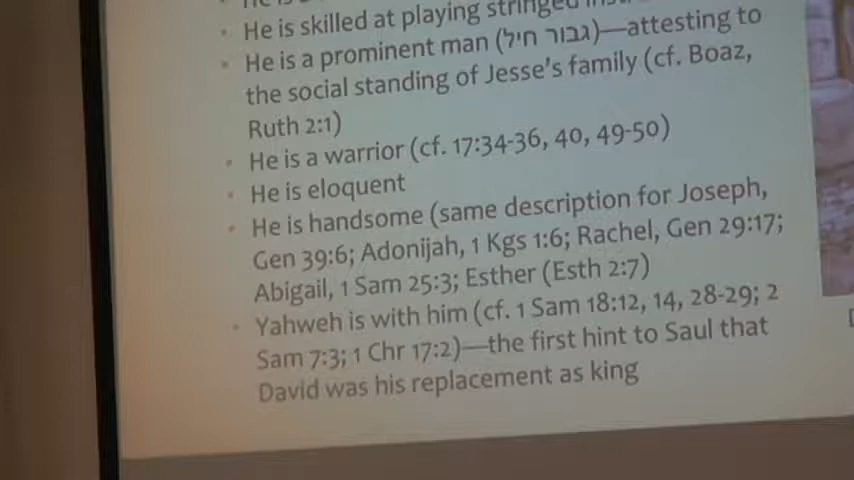 He is
• He is skilled at playing stringed
• He is a prominent man (גבור חיל)—attesting to
the social standing of Jesse's family (cf. Boaz,
Ruth 2:1)
• He is a warrior (cf. 17:34-36, 40, 49-50)
• He is eloquent
• He is handsome (same description for Joseph,
Gen 39:6; Adonijah, 1 Kgs 1:6; Rachel, Gen 29:17;
Abigail, 1 Sam 25:3; Esther (Esth 2:7)
• Yahweh is with him (cf. 1 Sam 18:12, 14, 28-29; 2
Sam 7:3; 1 Chr 17:2)—the first hint to Saul that
David was his replacement as king